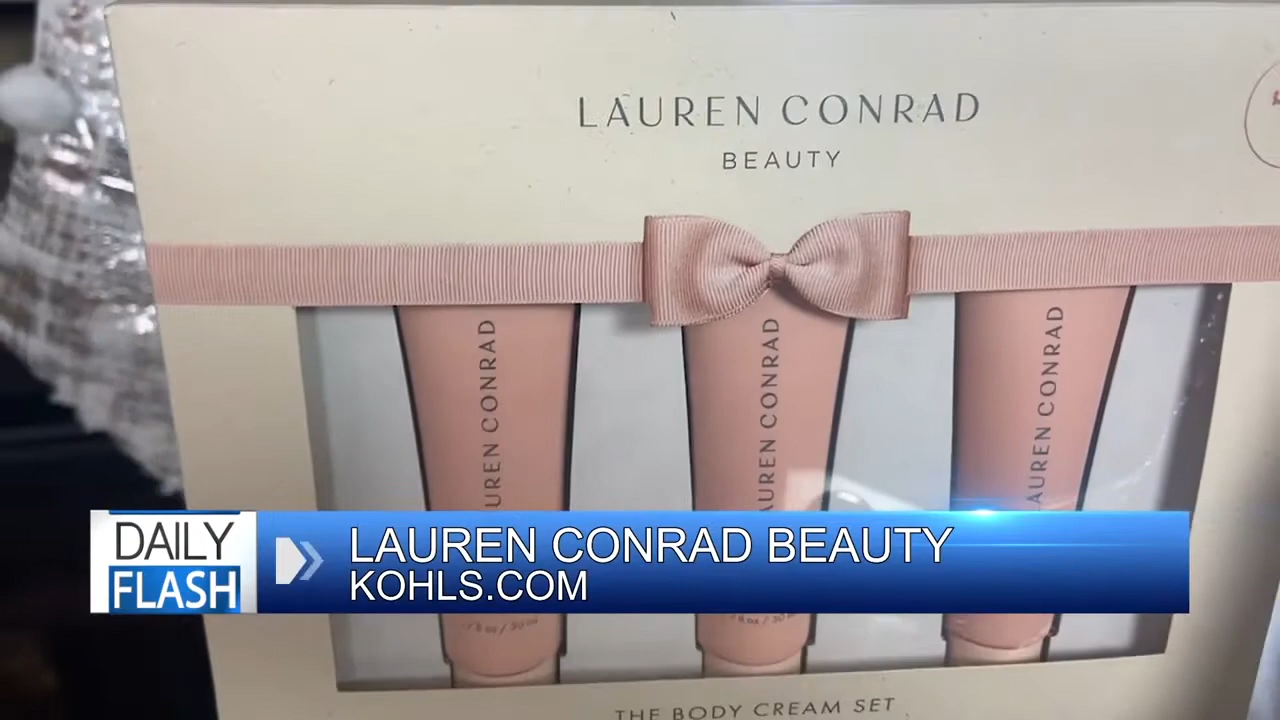 LAUREN CONRAD
BEAUTY
LAUREN CONRAD
AUREN CONRAD
LAUREN CONRAD
DAILY
FLASH
LAUREN CONRAD BEAUTY
KOHLS.COM
THE BODY CREAM SET